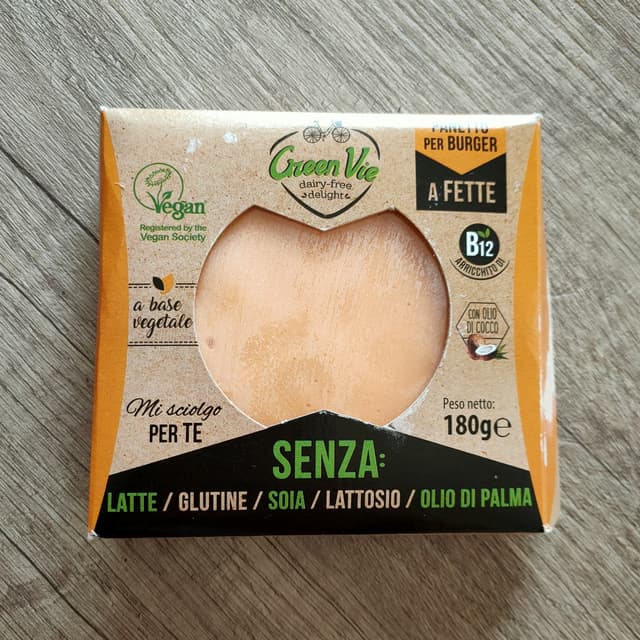 Green Vie
dairy-free
delight
PANETTO
PER BURGER
A FETTE
Vegan
Registered by the
Vegan Society
B12
ARRICCHITO DI
a base
vegetale
CON OLIO
DI COCCO
Mi sciolgo
PER TE
Peso netto:
180g℮
SENZA:
LATTE / GLUTINE / SOIA / LATTOSIO / OLIO DI PALMA